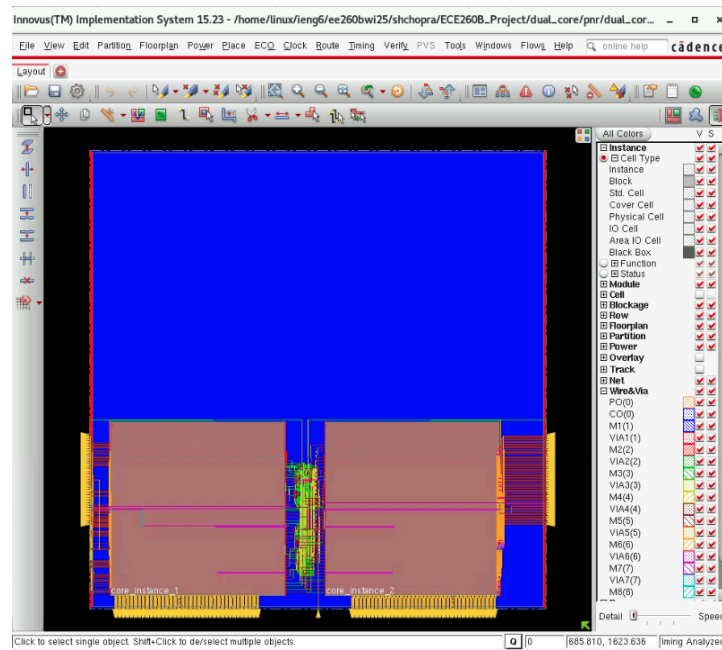 Innovus(TM) Implementation System 15.23 - /home/linux/ieng6/ee260bwi25/shchopra/ECE260B_Project/dual_core/pnr/dual_cor...
File View Edit Partition Floorplan Power Place ECO Clock Route Timing Verify PVS Tools Windows Flows Help online help cādence
Layout
All Colors V S
Instance
Cell Type
Instance
Block
Std. Cell
Cover Cell
Physical Cell
IO Cell
Area IO Cell
Black Box
Function
Status
Module
Cell
Blockage
Row
Floorplan
Partition
Power
Overlay
Track
Net
Wire&Via
PO(0)
CO(0)
M1(1)
VIA1(1)
M2(2)
VIA2(2)
M3(3)
VIA3(3)
M4(4)
VIA4(4)
M5(5)
VIA5(5)
M6(6)
VIA6(6)
M7(7)
VIA7(7)
M8(8)
core_instance_1 core_instance_2
Detail Speed
Click to select single object. Shift+Click to de/select multiple objects. Q 0 685.810, 1623.636 iming Analyzed